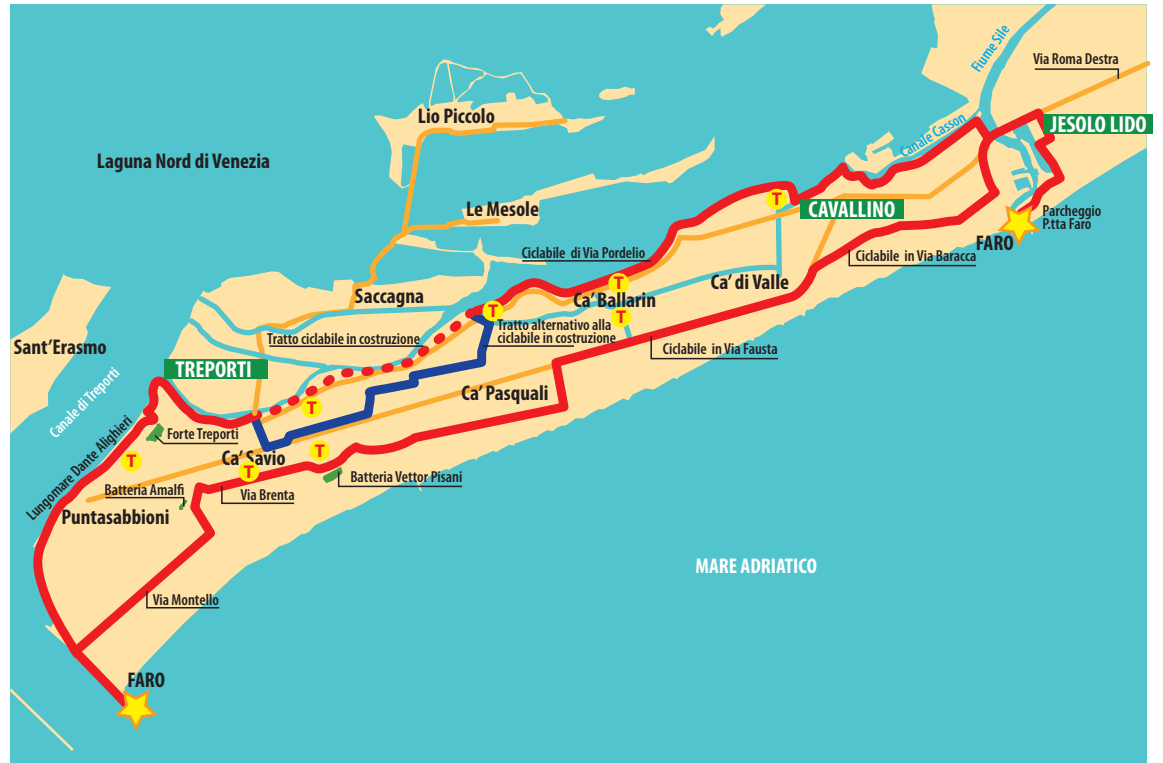 Fiume Sile
Via Roma Destra
Lio Piccolo
JESOLO LIDO
Canale Casson
Laguna Nord di Venezia
T
Le Mesole
CAVALLINO
Parcheggio
P.tta Faro
FARO
Ciclabile di Via Pordelio
Ciclabile in Via Baracca
T
Ca' di Valle
Saccagna
Ca' Ballarin
T
T
Tratto alternativo alla
ciclabile in costruzione
Tratto ciclabile in costruzione
Sant'Erasmo
Ciclabile in Via Fausta
TREPORTI
Canale di Treporti
Ca' Pasquali
T
Lungomare Dante Alighieri
Forte Treporti
T
Ca' Savio
T
T
Batteria Vettor Pisani
Batteria Amalfi
Via Brenta
Puntasabbioni
MARE ADRIATICO
Via Montello
FARO